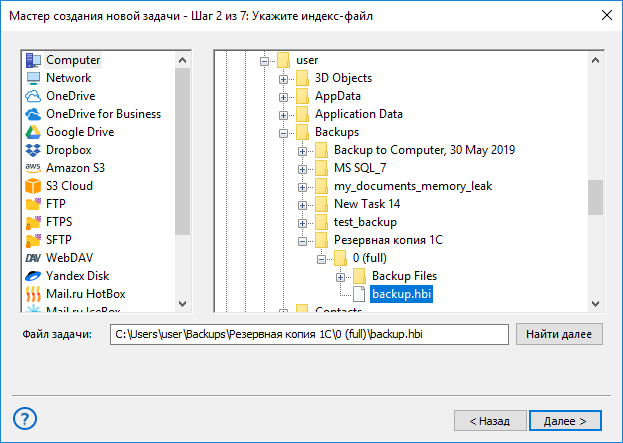 Мастер создания новой задачи - Шаг 2 из 7: Укажите индекс-файл
Computer
Network
OneDrive
OneDrive for Business
Google Drive
Dropbox
aws Amazon S3
S3 Cloud
FTP
FTPS
SFTP
DAV WebDAV
Yandex Disk
Mail.ru HotBox
Mail.ru IceBox
user
3D Objects
AppData
Application Data
Backups
Backup to Computer, 30 May 2019
MS SQL_7
my_documents_memory_leak
New Task 14
test_backup
Резервная копия 1С
0 (full)
Backup Files
backup.hbi
Contacts
Файл задачи: C:\Users\user\Backups\Резервная копия 1С\0 (full)\backup.hbi Найти далее
? < Назад Далее >